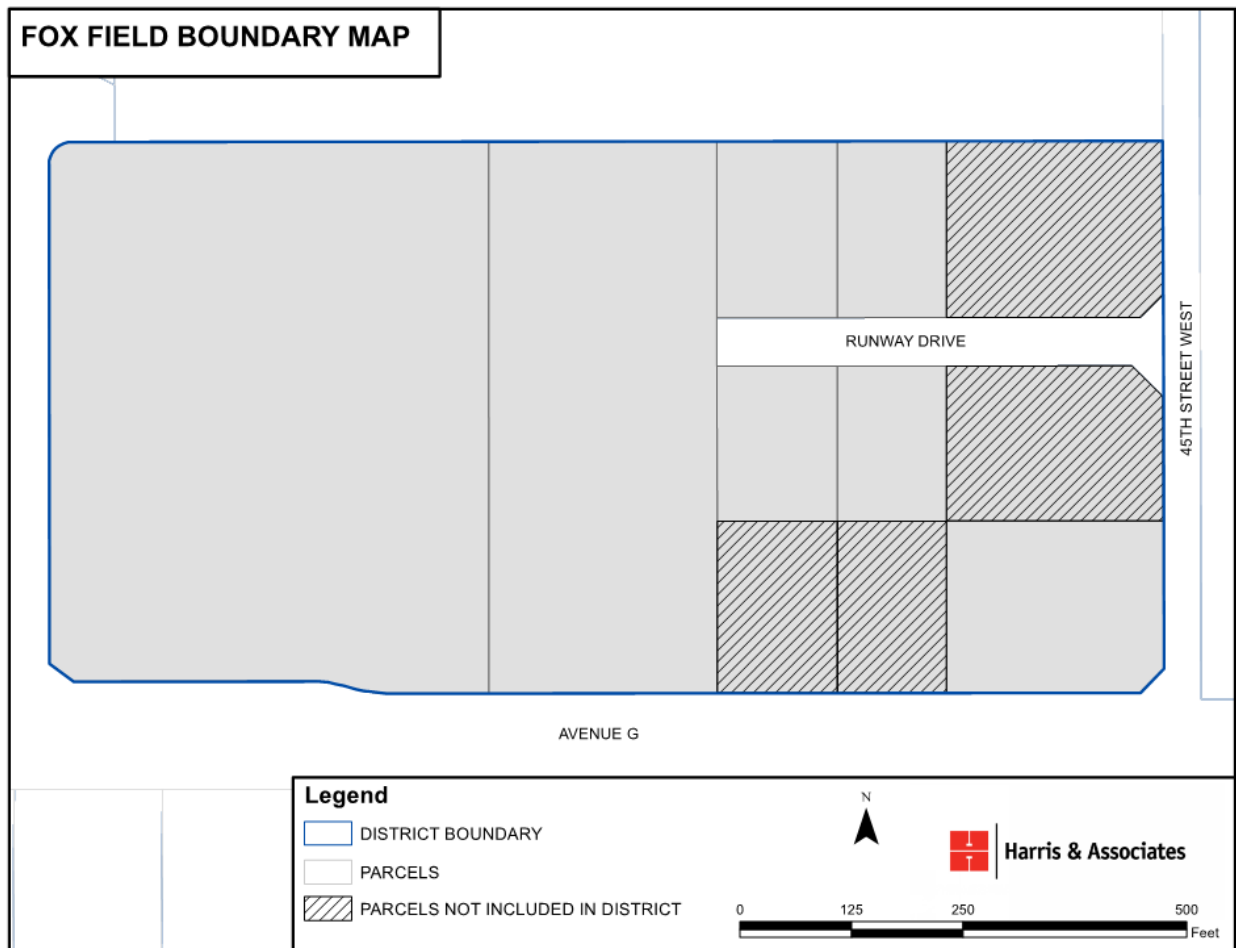 FOX FIELD BOUNDARY MAP
RUNWAY DRIVE
45TH STREET WEST
AVENUE G
Legend
DISTRICT BOUNDARY
PARCELS
PARCELS NOT INCLUDED IN DISTRICT
N
Harris & Associates
0 125 250 500
Feet